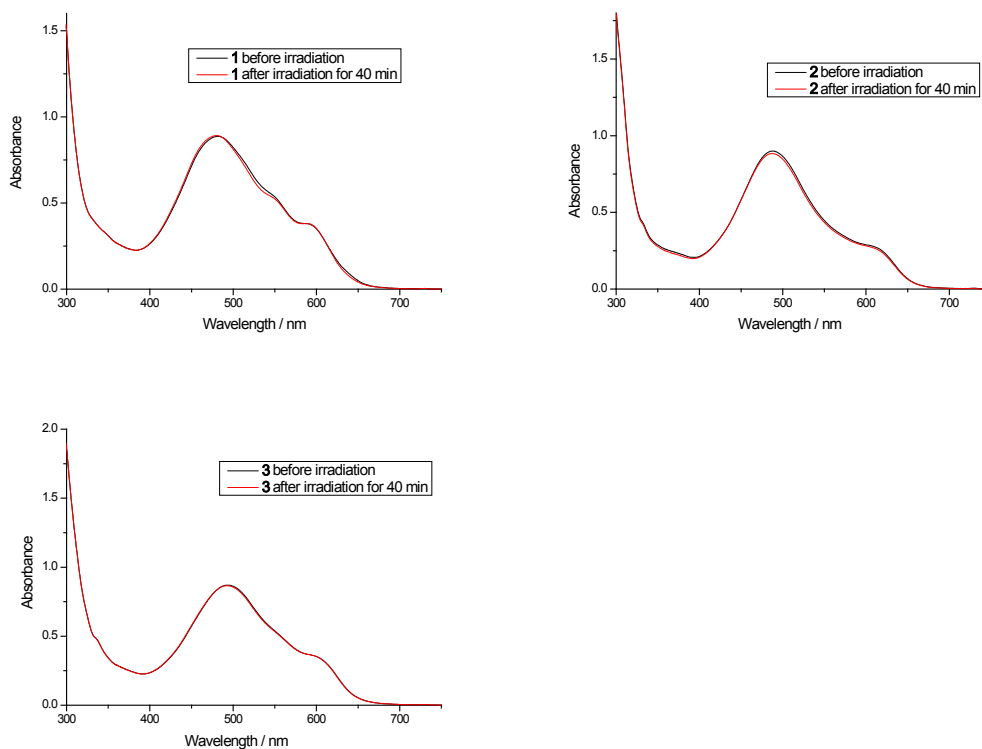 1.5
1.0
0.5
0.0
Absorbance
300 400 500 600 700
Wavelength / nm
1 before irradiation
1 after irradiation for 40 min
1.5
1.0
0.5
0.0
Absorbance
300 400 500 600 700
Wavelength / nm
2 before irradiation
2 after irradiation for 40 min
2.0
1.5
1.0
0.5
0.0
Absorbance
300 400 500 600 700
Wavelength / nm
3 before irradiation
3 after irradiation for 40 min